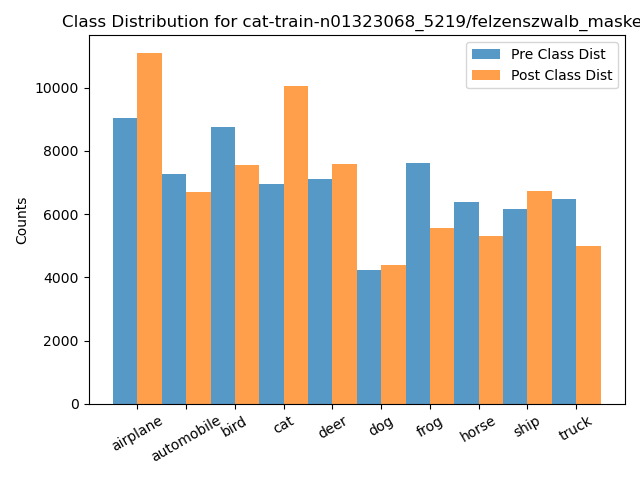 Class Distribution for cat-train-n01323068_5219/felzenszwalb_maske
Pre Class Dist
Post Class Dist
Counts
10000
8000
6000
4000
2000
0
airplane
automobile
bird
cat
deer
dog
frog
horse
ship
truck